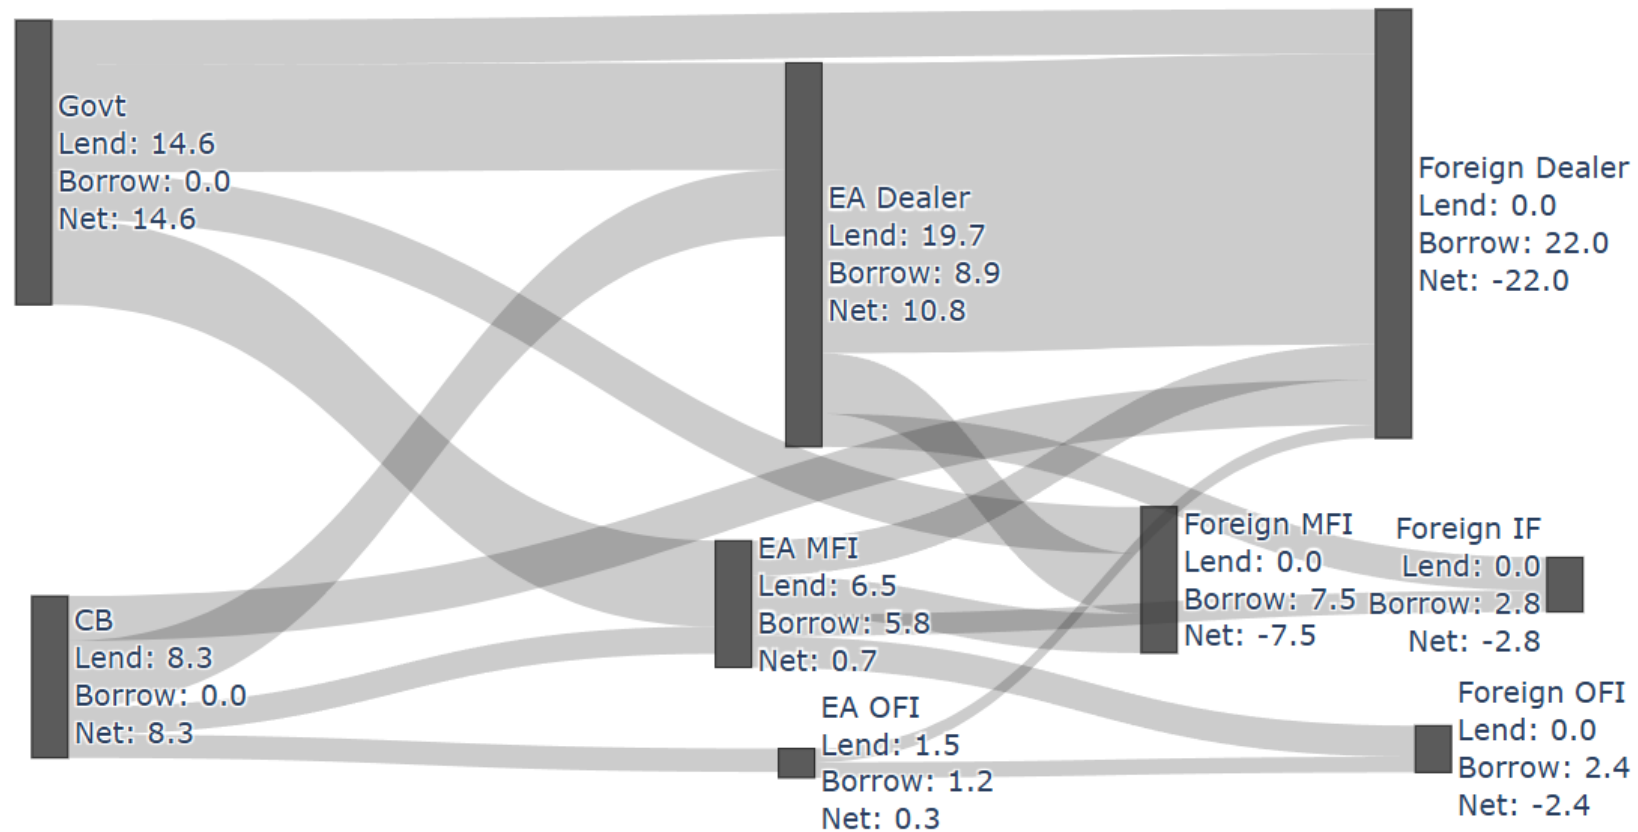 Govt
Lend: 14.6
Borrow: 0.0
Net: 14.6
EA Dealer
Lend: 19.7
Borrow: 8.9
Net: 10.8
Foreign Dealer
Lend: 0.0
Borrow: 22.0
Net: -22.0
CB
Lend: 8.3
Borrow: 0.0
Net: 8.3
EA MFI
Lend: 6.5
Borrow: 5.8
Net: 0.7
Foreign MFI
Lend: 0.0
Borrow: 7.5
Net: -7.5
Foreign IF
Lend: 0.0
Borrow: 2.8
Net: -2.8
EA OFI
Lend: 1.5
Borrow: 1.2
Net: 0.3
Foreign OFI
Lend: 0.0
Borrow: 2.4
Net: -2.4